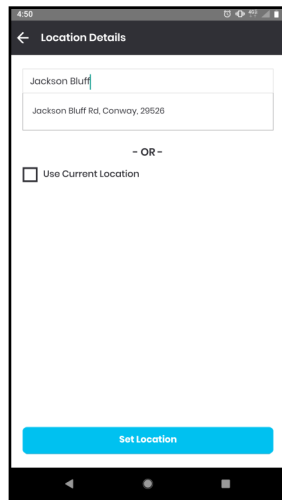 4:50
Location Details
Jackson Bluff
Jackson Bluff Rd, Conway, 29526
- OR -
Use Current Location
Set Location